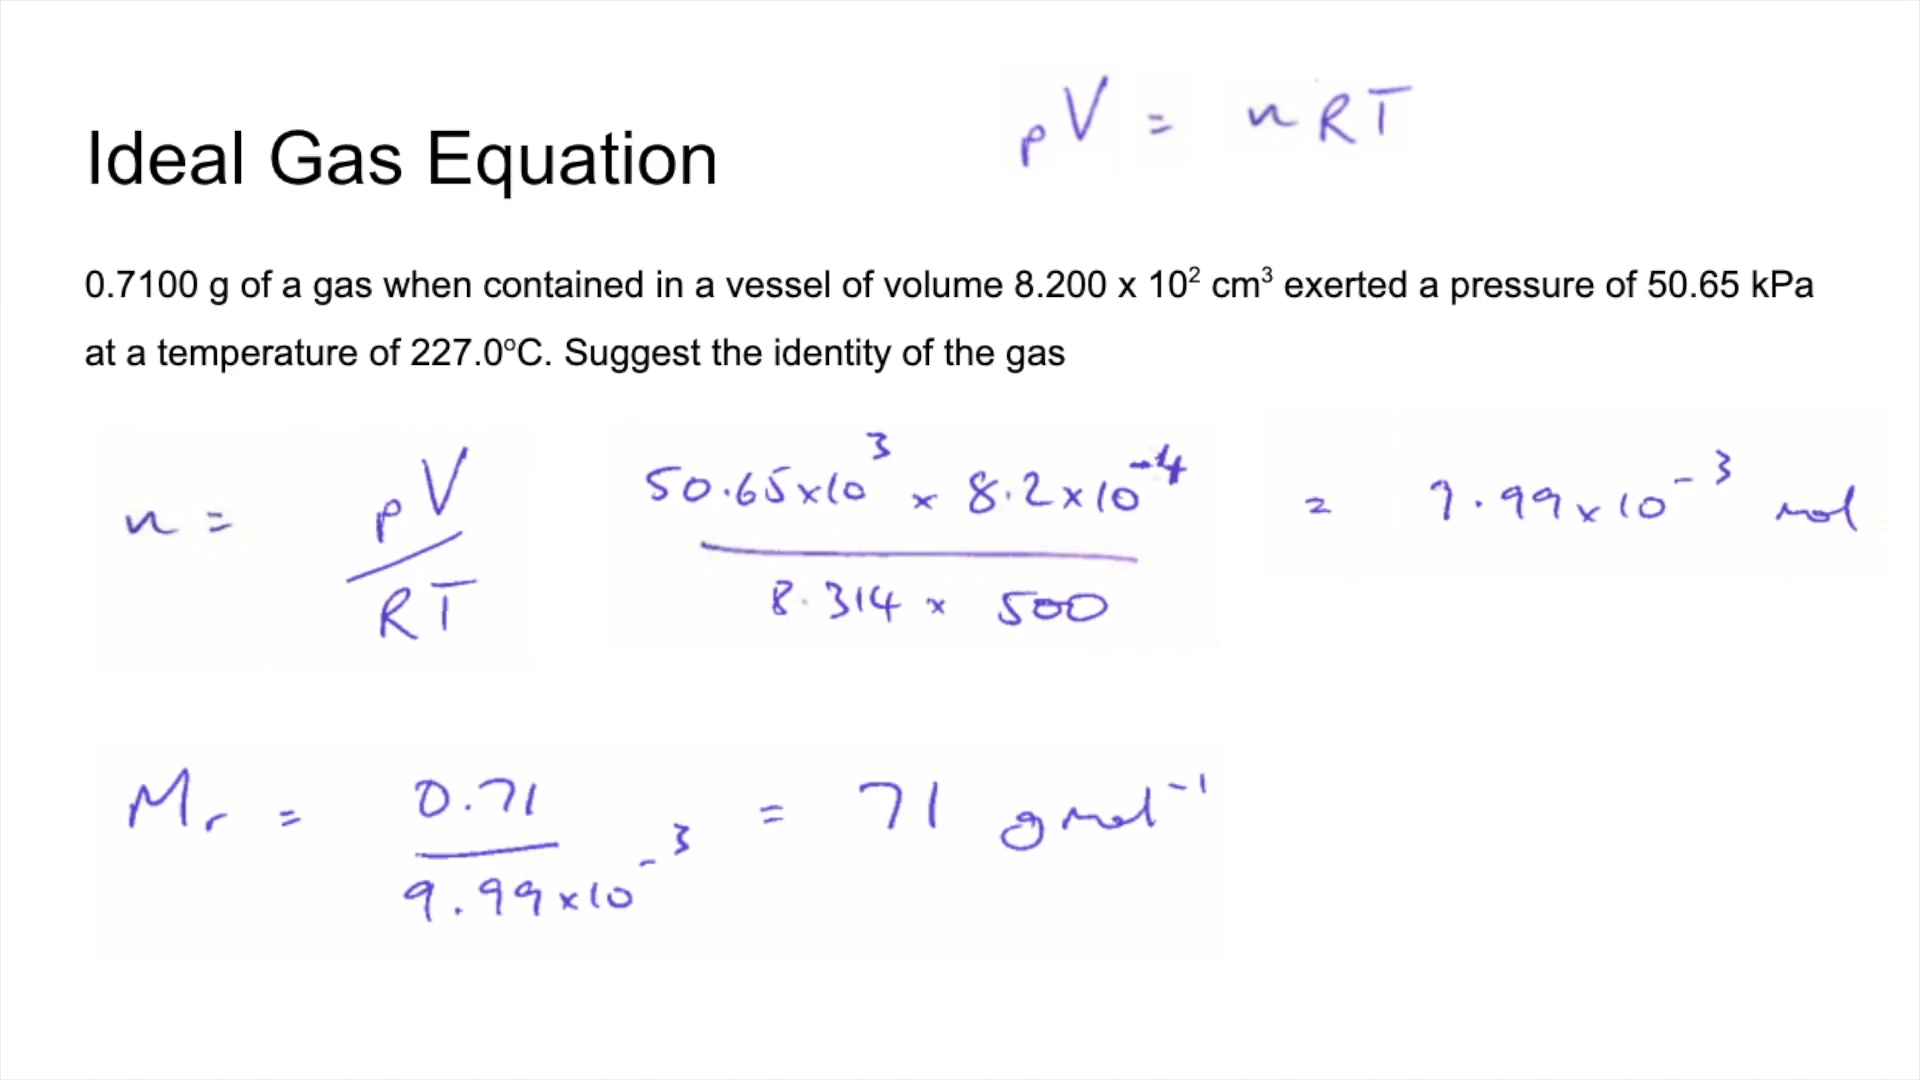 pV = nRT
Ideal Gas Equation
0.7100 g of a gas when contained in a vessel of volume 8.200 x 10² cm³ exerted a pressure of 50.65 kPa
at a temperature of 227.0°C. Suggest the identity of the gas
n = pV/RT 50.65x10³ x 8.2x10⁻⁴ / 8.314 x 500 = 9.99x10⁻³ mol
Mr = 0.71 / 9.99x10⁻³ = 71 gmol⁻¹